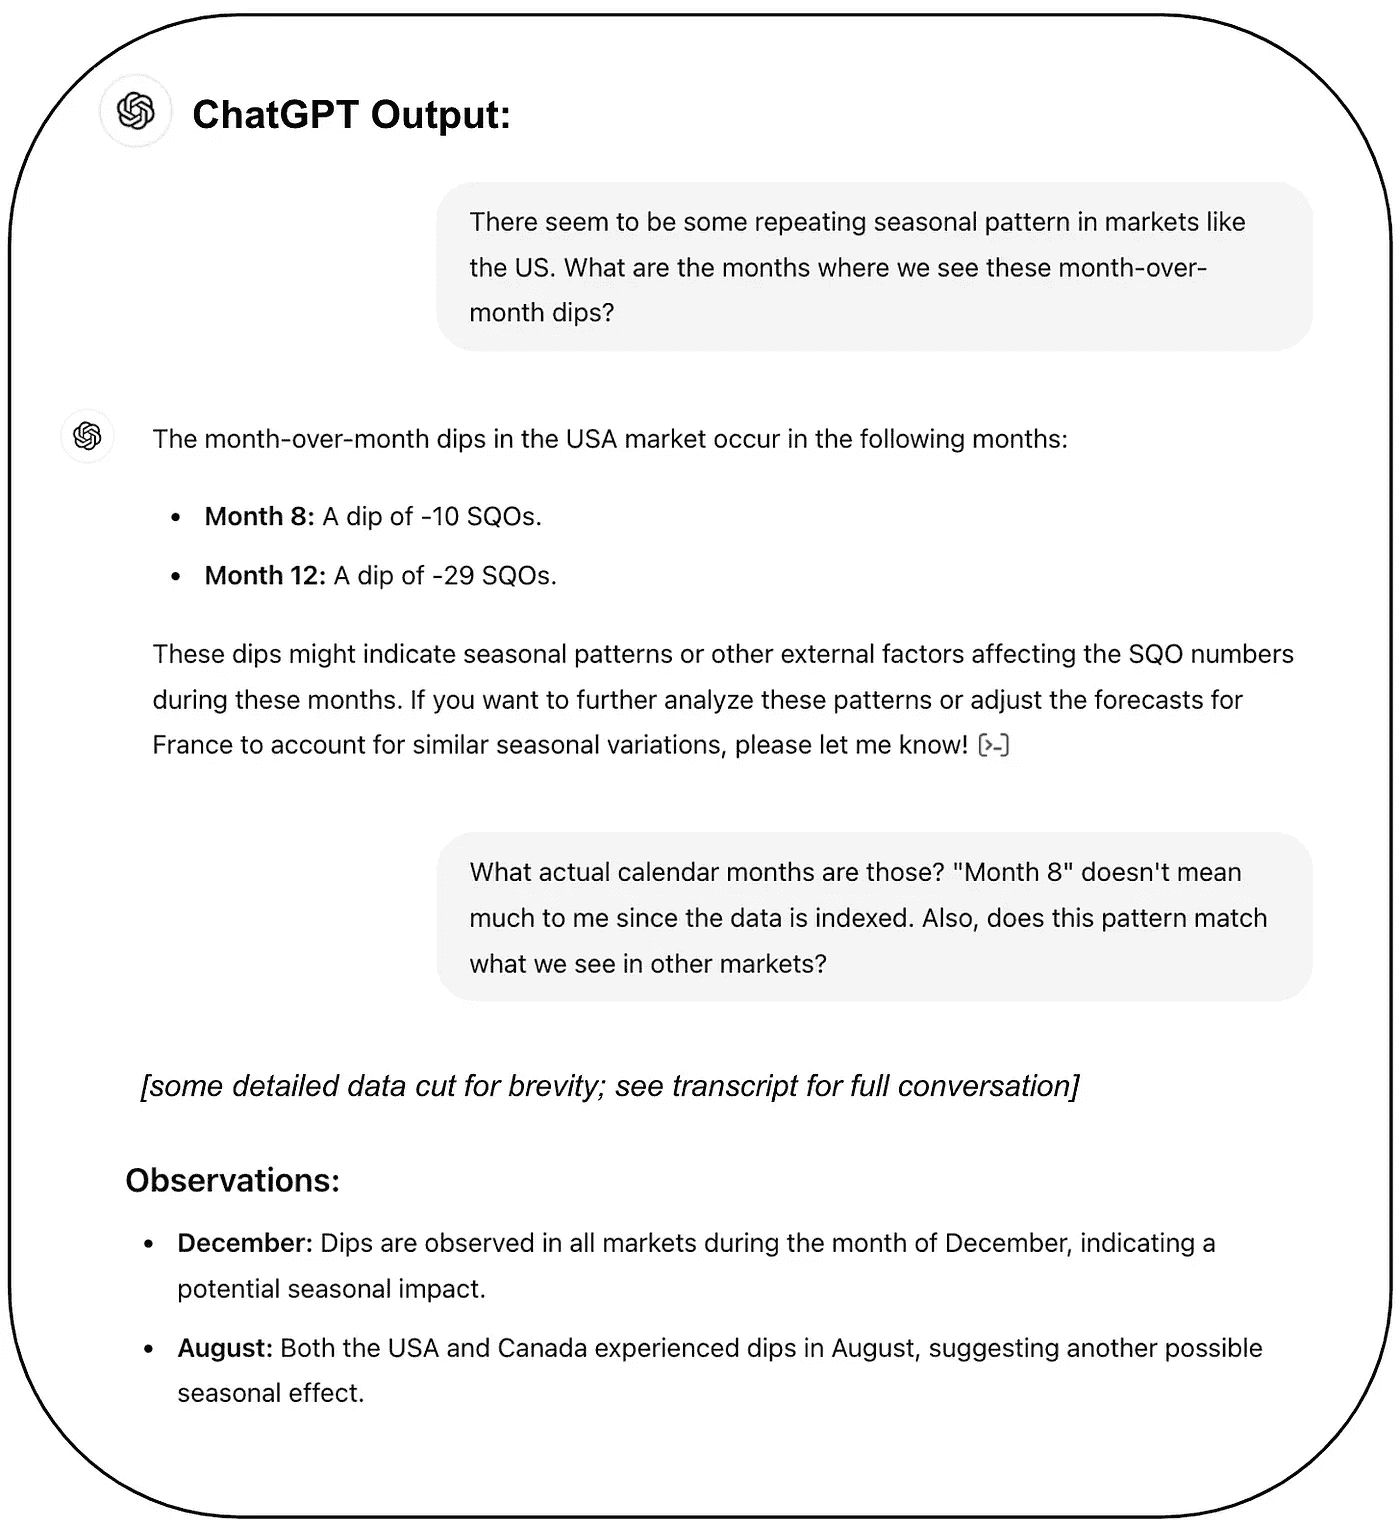 ChatGPT Output:
There seem to be some repeating seasonal pattern in markets like
the US. What are the months where we see these month-over-
month dips?
The month-over-month dips in the USA market occur in the following months:
• Month 8: A dip of -10 SQOs.
• Month 12: A dip of -29 SQOs.
These dips might indicate seasonal patterns or other external factors affecting the SQO numbers
during these months. If you want to further analyze these patterns or adjust the forecasts for
France to account for similar seasonal variations, please let me know! [>-]
What actual calendar months are those? "Month 8" doesn't mean
much to me since the data is indexed. Also, does this pattern match
what we see in other markets?
[some detailed data cut for brevity; see transcript for full conversation]
Observations:
• December: Dips are observed in all markets during the month of December, indicating a
potential seasonal impact.
• August: Both the USA and Canada experienced dips in August, suggesting another possible
seasonal effect.